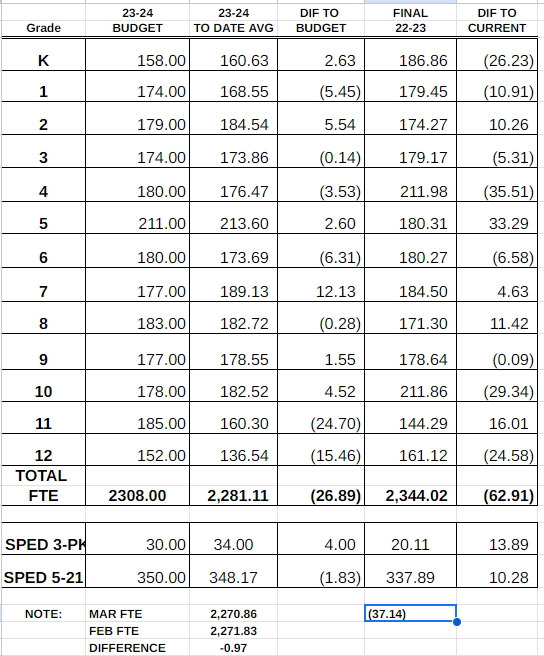 23-24 23-24 DIF TO FINAL DIF TO
Grade BUDGET TO DATE AVG BUDGET 22-23 CURRENT
K 158.00 160.63 2.63 186.86 (26.23)
1 174.00 168.55 (5.45) 179.45 (10.91)
2 179.00 184.54 5.54 174.27 10.26
3 174.00 173.86 (0.14) 179.17 (5.31)
4 180.00 176.47 (3.53) 211.98 (35.51)
5 211.00 213.60 2.60 180.31 33.29
6 180.00 173.69 (6.31) 180.27 (6.58)
7 177.00 189.13 12.13 184.50 4.63
8 183.00 182.72 (0.28) 171.30 11.42
9 177.00 178.55 1.55 178.64 (0.09)
10 178.00 182.52 4.52 211.86 (29.34)
11 185.00 160.30 (24.70) 144.29 16.01
12 152.00 136.54 (15.46) 161.12 (24.58)
TOTAL
FTE 2308.00 2,281.11 (26.89) 2,344.02 (62.91)
SPED 3-PK 30.00 34.00 4.00 20.11 13.89
SPED 5-21 350.00 348.17 (1.83) 337.89 10.28
NOTE: MAR FTE 2,270.86 (37.14)
FEB FTE 2,271.83
DIFFERENCE -0.97